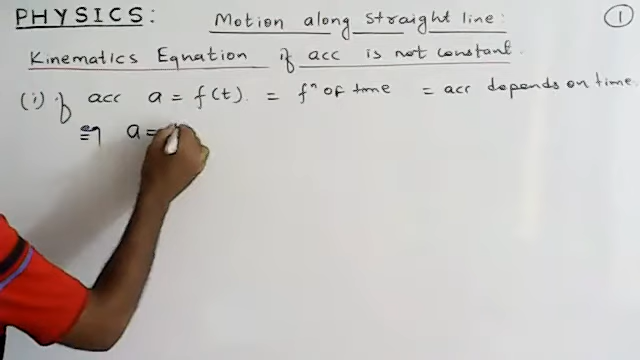 PHYSICS: Motion along straight line: 1
Kinematics Equation if acc is not constant.
(i) if acc a = f(t). = fⁿ of time = acc depends on time.
eg a =